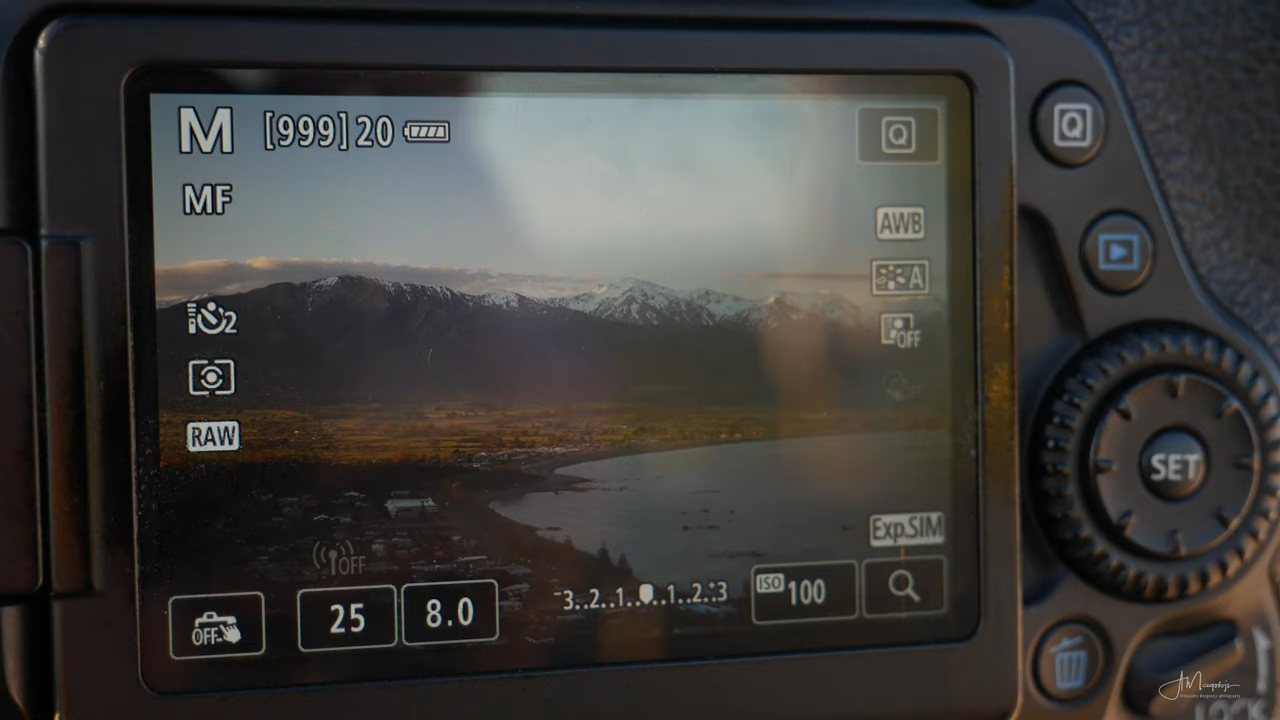 M [999] 20
Q
Q
MF
AWB
A
2
OFF
RAW
SET
Exp.SIM
OFF
OFF
25
8.0
-3..2..1..0..1..2.+3
ISO 100
LOCK